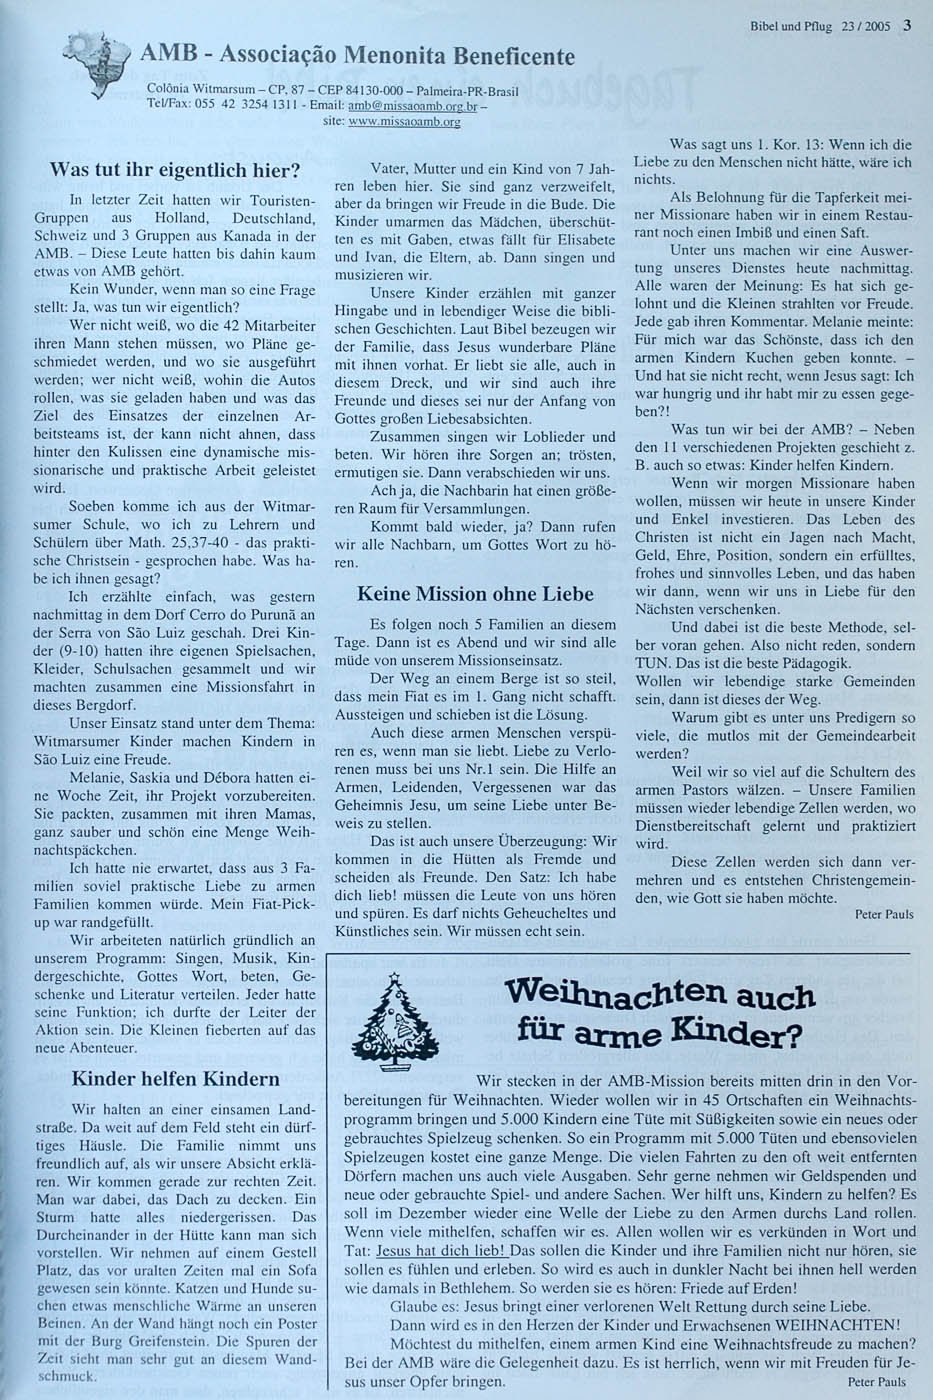 Bibel und Pflug 23 / 2005 3
AMB - Associação Menonita Beneficente
Colônia Witmarsum – CP, 87 – CEP 84130-000 – Palmeira-PR-Brasil
Tel/Fax: 055 42 3254 1311 - Email: amb@missaoamb.org.br –
site: www.missaoamb.org
Was tut ihr eigentlich hier?
In letzter Zeit hatten wir Touristen-
Gruppen aus Holland, Deutschland,
Schweiz und 3 Gruppen aus Kanada in der
AMB. – Diese Leute hatten bis dahin kaum
etwas von AMB gehört.
Kein Wunder, wenn man so eine Frage
stellt: Ja, was tun wir eigentlich?
Wer nicht weiß, wo die 42 Mitarbeiter
ihren Mann stehen müssen, wo Pläne ge-
schmiedet werden, und wo sie ausgeführt
werden; wer nicht weiß, wohin die Autos
rollen, was sie geladen haben und was das
Ziel des Einsatzes der einzelnen Ar-
beitsteams ist, der kann nicht ahnen, dass
hinter den Kulissen eine dynamische mis-
sionarische und praktische Arbeit geleistet
wird.
Soeben komme ich aus der Witmar-
sumer Schule, wo ich zu Lehrern und
Schülern über Math. 25,37-40 - das prakti-
sche Christsein - gesprochen habe. Was ha-
be ich ihnen gesagt?
Ich erzählte einfach, was gestern
nachmittag in dem Dorf Cerro do Purunã an
der Serra von São Luiz geschah. Drei Kin-
der (9-10) hatten ihre eigenen Spielsachen,
Kleider, Schulsachen gesammelt und wir
machten zusammen eine Missionsfahrt in
dieses Bergdorf.
Unser Einsatz stand unter dem Thema:
Witmarsumer Kinder machen Kindern in
São Luiz eine Freude.
Melanie, Saskia und Débora hatten ei-
ne Woche Zeit, ihr Projekt vorzubereiten.
Sie packten, zusammen mit ihren Mamas,
ganz sauber und schön eine Menge Weih-
nachtspäckchen.
Ich hatte nie erwartet, dass aus 3 Fa-
milien soviel praktische Liebe zu armen
Familien kommen würde. Mein Fiat-Pick-
up war randgefüllt.
Wir arbeiteten natürlich gründlich an
unserem Programm: Singen, Musik, Kin-
dergeschichte, Gottes Wort, beten, Ge-
schenke und Literatur verteilen. Jeder hatte
seine Funktion; ich durfte der Leiter der
Aktion sein. Die Kleinen fieberten auf das
neue Abenteuer.
Kinder helfen Kindern
Wir halten an einer einsamen Land-
straße. Da weit auf dem Feld steht ein dürf-
tiges Häusle. Die Familie nimmt uns
freundlich auf, als wir unsere Absicht erklä-
ren. Wir kommen gerade zur rechten Zeit.
Man war dabei, das Dach zu decken. Ein
Sturm hatte alles niedergerissen. Das
Durcheinander in der Hütte kann man sich
vorstellen. Wir nehmen auf einem Gestell
Platz, das vor uralten Zeiten mal ein Sofa
gewesen sein könnte. Katzen und Hunde su-
chen etwas menschliche Wärme an unseren
Beinen. An der Wand hängt noch ein Poster
mit der Burg Greifenstein. Die Spuren der
Zeit sieht man sehr gut an diesem Wand-
schmuck.
Vater, Mutter und ein Kind von 7 Jah-
ren leben hier. Sie sind ganz verzweifelt,
aber da bringen wir Freude in die Bude. Die
Kinder umarmen das Mädchen, überschüt-
ten es mit Gaben, etwas fällt für Elisabete
und Ivan, die Eltern, ab. Dann singen und
musizieren wir.
Unsere Kinder erzählen mit ganzer
Hingabe und in lebendiger Weise die bibli-
schen Geschichten. Laut Bibel bezeugen wir
der Familie, dass Jesus wunderbare Pläne
mit ihnen vorhat. Er liebt sie alle, auch in
diesem Dreck, und wir sind auch ihre
Freunde und dieses sei nur der Anfang von
Gottes großen Liebesabsichten.
Zusammen singen wir Loblieder und
beten. Wir hören ihre Sorgen an; trösten,
ermutigen sie. Dann verabschieden wir uns.
Ach ja, die Nachbarin hat einen größe-
ren Raum für Versammlungen.
Kommt bald wieder, ja? Dann rufen
wir alle Nachbarn, um Gottes Wort zu hö-
ren.
Keine Mission ohne Liebe
Es folgen noch 5 Familien an diesem
Tage. Dann ist es Abend und wir sind alle
müde von unserem Missionseinsatz.
Der Weg an einem Berge ist so steil,
dass mein Fiat es im 1. Gang nicht schafft.
Aussteigen und schieben ist die Lösung.
Auch diese armen Menschen verspü-
ren es, wenn man sie liebt. Liebe zu Verlo-
renen muss bei uns Nr.1 sein. Die Hilfe an
Armen, Leidenden, Vergessenen war das
Geheimnis Jesu, um seine Liebe unter Be-
weis zu stellen.
Das ist auch unsere Überzeugung: Wir
kommen in die Hütten als Fremde und
scheiden als Freunde. Den Satz: Ich habe
dich lieb! müssen die Leute von uns hören
und spüren. Es darf nichts Geheucheltes und
Künstliches sein. Wir müssen echt sein.
Was sagt uns 1. Kor. 13: Wenn ich die
Liebe zu den Menschen nicht hätte, wäre ich
nichts.
Als Belohnung für die Tapferkeit mei-
ner Missionare haben wir in einem Restau-
rant noch einen Imbiß und einen Saft.
Unter uns machen wir eine Auswer-
tung unseres Dienstes heute nachmittag.
Alle waren der Meinung: Es hat sich ge-
lohnt und die Kleinen strahlten vor Freude.
Jede gab ihren Kommentar. Melanie meinte:
Für mich war das Schönste, dass ich den
armen Kindern Kuchen geben konnte. –
Und hat sie nicht recht, wenn Jesus sagt: Ich
war hungrig und ihr habt mir zu essen gege-
ben?!
Was tun wir bei der AMB? – Neben
den 11 verschiedenen Projekten geschieht z.
B. auch so etwas: Kinder helfen Kindern.
Wenn wir morgen Missionare haben
wollen, müssen wir heute in unsere Kinder
und Enkel investieren. Das Leben des
Christen ist nicht ein Jagen nach Macht,
Geld, Ehre, Position, sondern ein erfülltes,
frohes und sinnvolles Leben, und das haben
wir dann, wenn wir uns in Liebe für den
Nächsten verschenken.
Und dabei ist die beste Methode, sel-
ber voran gehen. Also nicht reden, sondern
TUN. Das ist die beste Pädagogik.
Wollen wir lebendige starke Gemeinden
sein, dann ist dieses der Weg.
Warum gibt es unter uns Predigern so
viele, die mutlos mit der Gemeindearbeit
werden?
Weil wir so viel auf die Schultern des
armen Pastors wälzen. – Unsere Familien
müssen wieder lebendige Zellen werden, wo
Dienstbereitschaft gelernt und praktiziert
wird.
Diese Zellen werden sich dann ver-
mehren und es entstehen Christengemein-
den, wie Gott sie haben möchte.
Peter Pauls
Weihnachten auch
für arme Kinder?
Wir stecken in der AMB-Mission bereits mitten drin in den Vor-
bereitungen für Weihnachten. Wieder wollen wir in 45 Ortschaften ein Weihnachts-
programm bringen und 5.000 Kindern eine Tüte mit Süßigkeiten sowie ein neues oder
gebrauchtes Spielzeug schenken. So ein Programm mit 5.000 Tüten und ebensovielen
Spielzeugen kostet eine ganze Menge. Die vielen Fahrten zu den oft weit entfernten
Dörfern machen uns auch viele Ausgaben. Sehr gerne nehmen wir Geldspenden und
neue oder gebrauchte Spiel- und andere Sachen. Wer hilft uns, Kindern zu helfen? Es
soll im Dezember wieder eine Welle der Liebe zu den Armen durchs Land rollen.
Wenn viele mithelfen, schaffen wir es. Allen wollen wir es verkünden in Wort und
Tat: Jesus hat dich lieb! Das sollen die Kinder und ihre Familien nicht nur hören, sie
sollen es fühlen und erleben. So wird es auch in dunkler Nacht bei ihnen hell werden
wie damals in Bethlehem. So werden sie es hören: Friede auf Erden!
Glaube es: Jesus bringt einer verlorenen Welt Rettung durch seine Liebe.
Dann wird es in den Herzen der Kinder und Erwachsenen WEIHNACHTEN!
Möchtest du mithelfen, einem armen Kind eine Weihnachtsfreude zu machen?
Bei der AMB wäre die Gelegenheit dazu. Es ist herrlich, wenn wir mit Freuden für Je-
sus unser Opfer bringen.
Peter Pauls